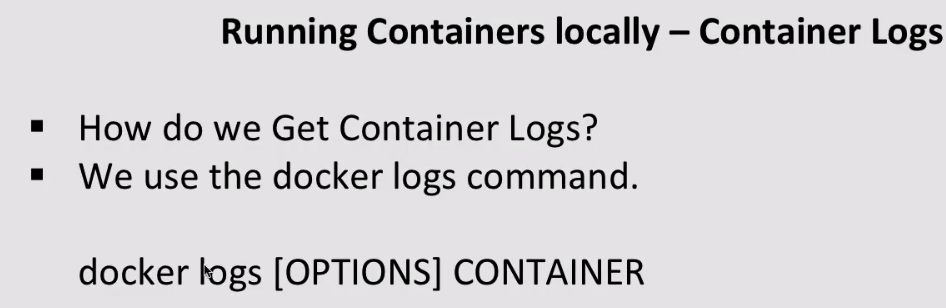 Running Containers locally – Container Logs
▪ How do we Get Container Logs?
▪ We use the docker logs command.
docker logs [OPTIONS] CONTAINER